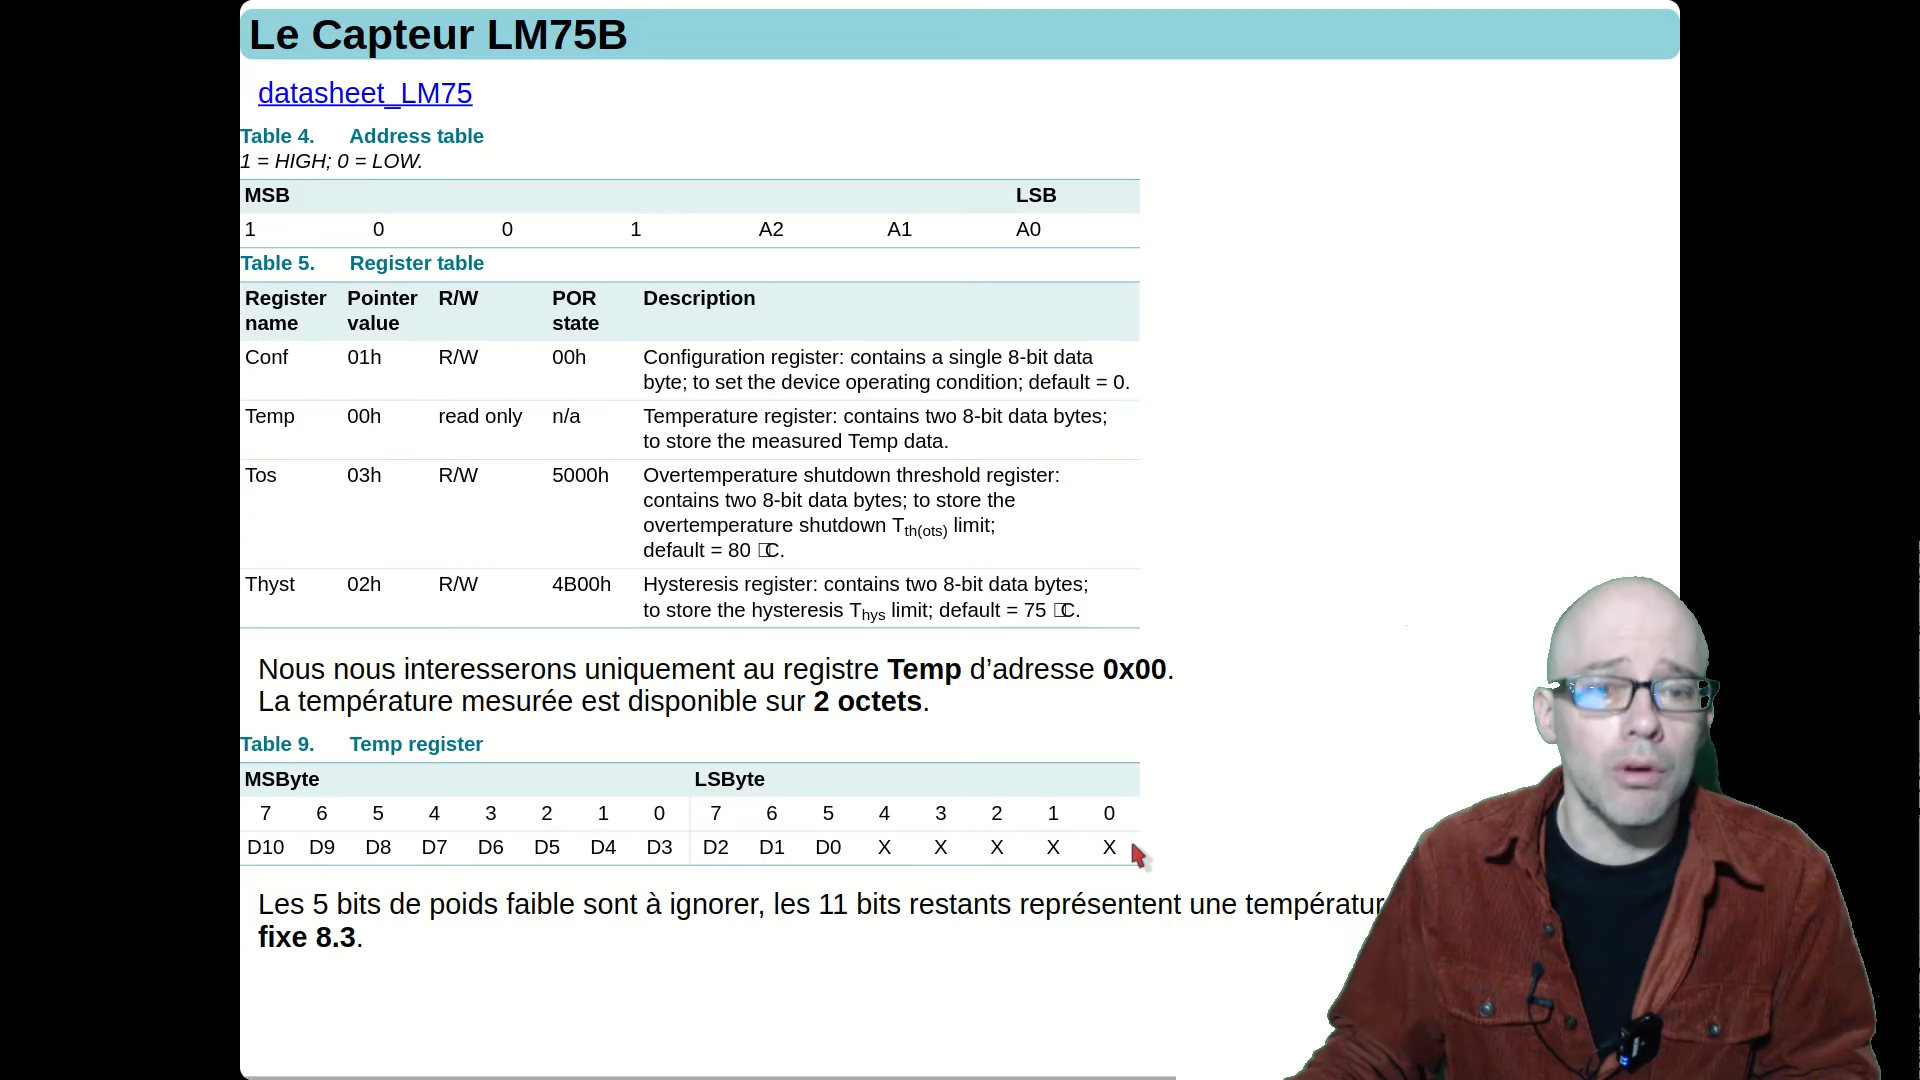 Le Capteur LM75B
datasheet_LM75
Table 4. Address table
1 = HIGH; 0 = LOW.
MSB LSB
1 0 0 1 A2 A1 A0
Table 5. Register table
Register name Pointer value R/W POR state Description
Conf 01h R/W 00h Configuration register: contains a single 8-bit data
byte; to set the device operating condition; default = 0.
Temp 00h read only n/a Temperature register: contains two 8-bit data bytes;
to store the measured Temp data.
Tos 03h R/W 5000h Overtemperature shutdown threshold register:
contains two 8-bit data bytes; to store the
overtemperature shutdown Tth(ots) limit;
default = 80 C.
Thyst 02h R/W 4B00h Hysteresis register: contains two 8-bit data bytes;
to store the hysteresis Thys limit; default = 75 C.
Nous nous interesserons uniquement au registre Temp d’adresse 0x00.
La température mesurée est disponible sur 2 octets.
Table 9. Temp register
MSByte LSByte
7 6 5 4 3 2 1 0 7 6 5 4 3 2 1 0
D10 D9 D8 D7 D6 D5 D4 D3 D2 D1 D0 X X X X X
Les 5 bits de poids faible sont à ignorer, les 11 bits restants représentent une
fixe 8.3.